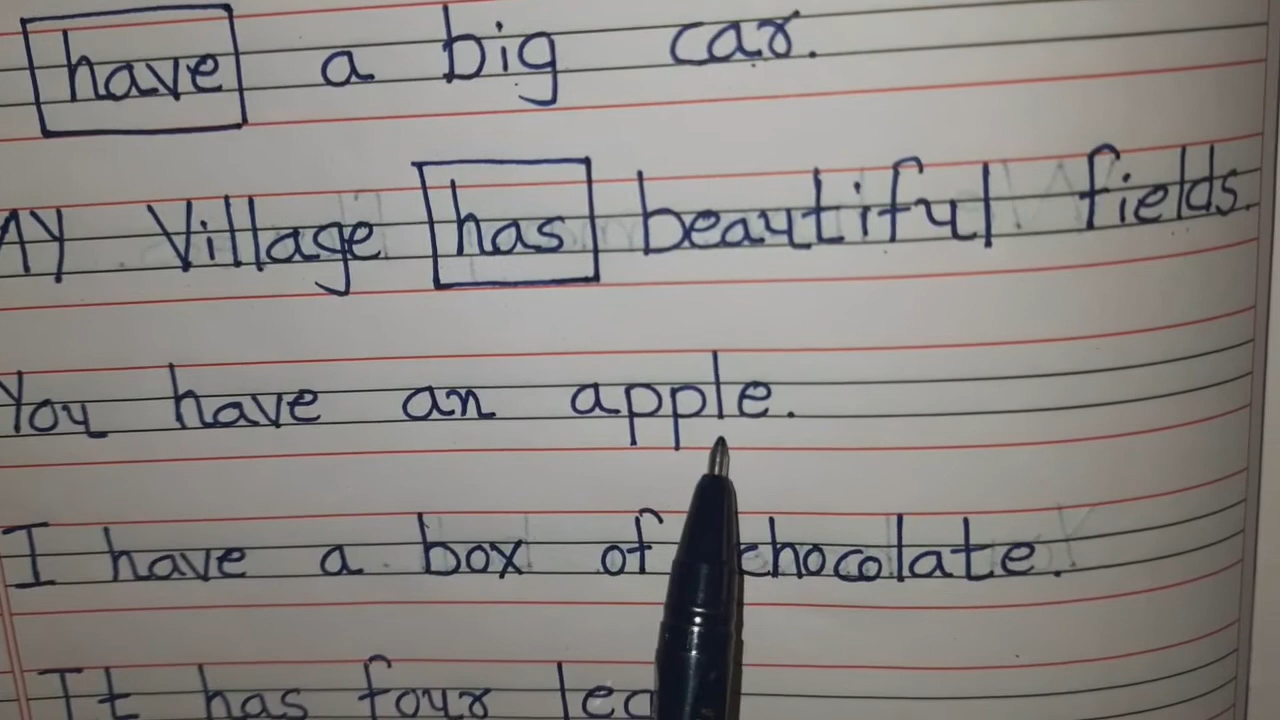 have a big car.
My Village has beautiful fields.
You have an apple.
I have a box of chocolate.
It has four